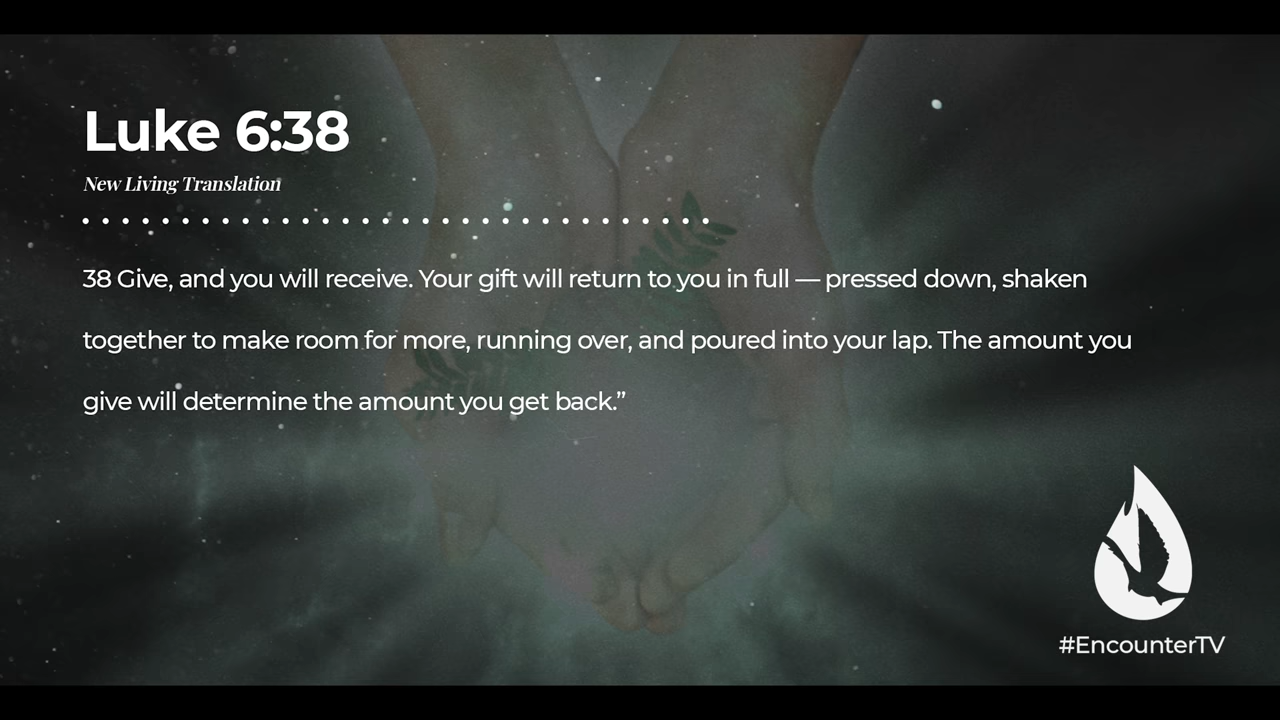 Luke 6:38
New Living Translation
38 Give, and you will receive. Your gift will return to you in full — pressed down, shaken
together to make room for more, running over, and poured into your lap. The amount you
give will determine the amount you get back.”
#EncounterTV